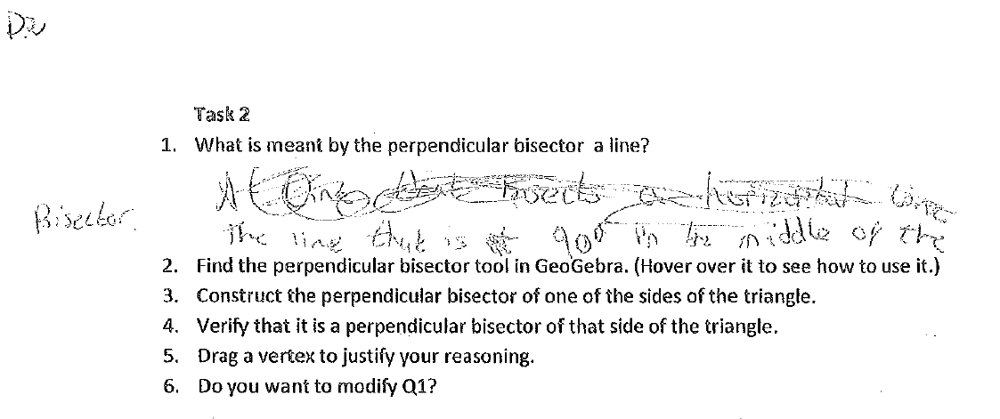 D2
Task 2
1. What is meant by the perpendicular bisector a line?
A line that bisects a horizontal line
Bisector.
The line that is at 90° in the middle of the
2. Find the perpendicular bisector tool in GeoGebra. (Hover over it to see how to use it.)
3. Construct the perpendicular bisector of one of the sides of the triangle.
4. Verify that it is a perpendicular bisector of that side of the triangle.
5. Drag a vertex to justify your reasoning.
6. Do you want to modify Q1?